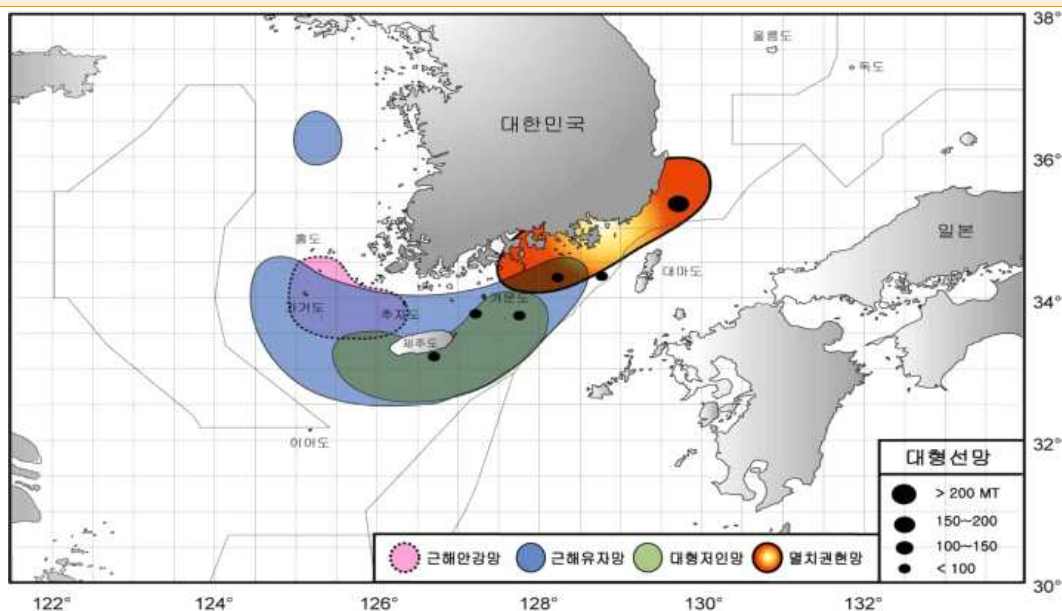 38°
울릉도
독도
대한민국
36°
홍도
일본
대마도
가거도
추자도
거문도
34°
제주도
이어도
32°
대형선망
> 200 MT
150~200
100~150
< 100
근해안강망
근해유자망
대형저인망
멸치권현망
30°
122°
124°
126°
128°
130°
132°